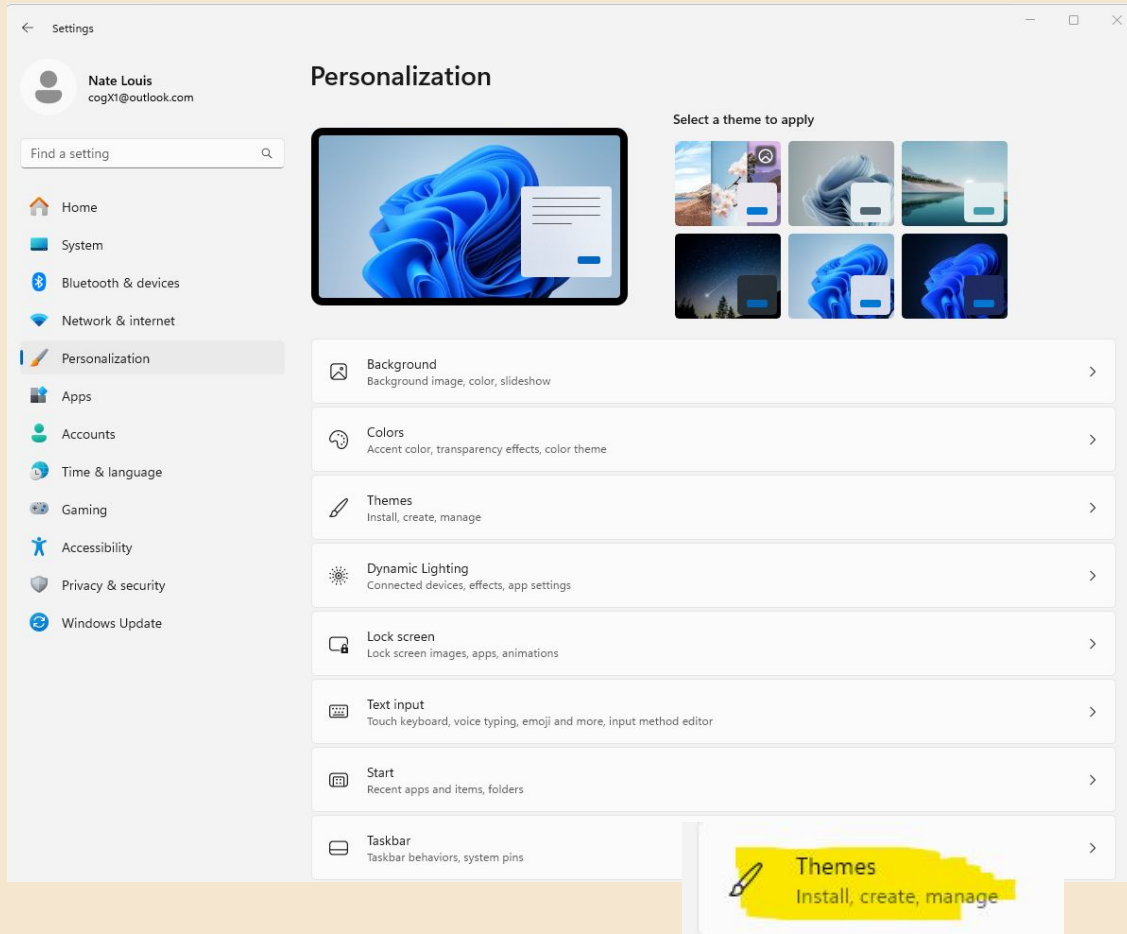 Settings
Nate Louis
cogX1@outlook.com
Find a setting
Home
System
Bluetooth & devices
Network & internet
Personalization
Apps
Accounts
Time & language
Gaming
Accessibility
Privacy & security
Windows Update
Personalization
Select a theme to apply
Background
Background image, color, slideshow
Colors
Accent color, transparency effects, color theme
Themes
Install, create, manage
Dynamic Lighting
Connected devices, effects, app settings
Lock screen
Lock screen images, apps, animations
Text input
Touch keyboard, voice typing, emoji and more, input method editor
Start
Recent apps and items, folders
Taskbar
Taskbar behaviors, system pins
Themes
Install, create, manage